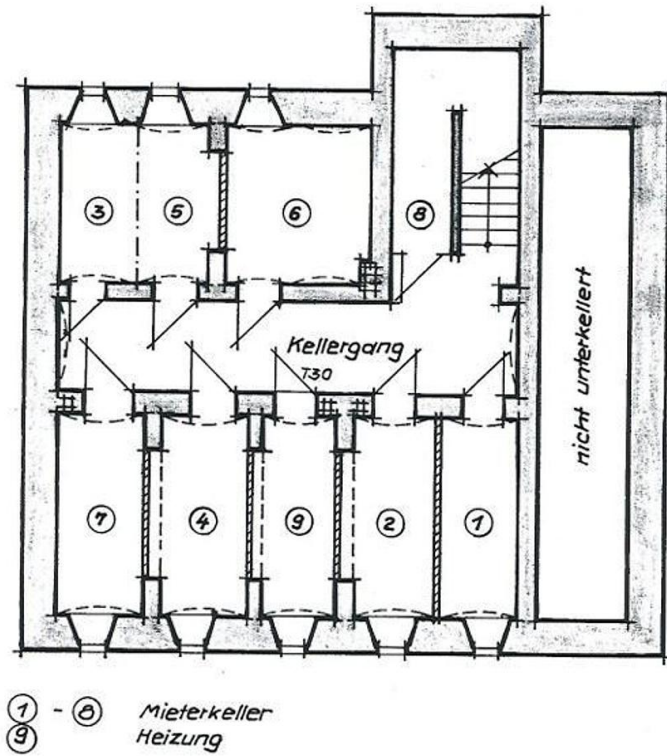 3
5
6
8
Kellergang
T30
nicht unterkellert
7
4
9
2
1
1 - 8 Mieterkeller
9 Heizung